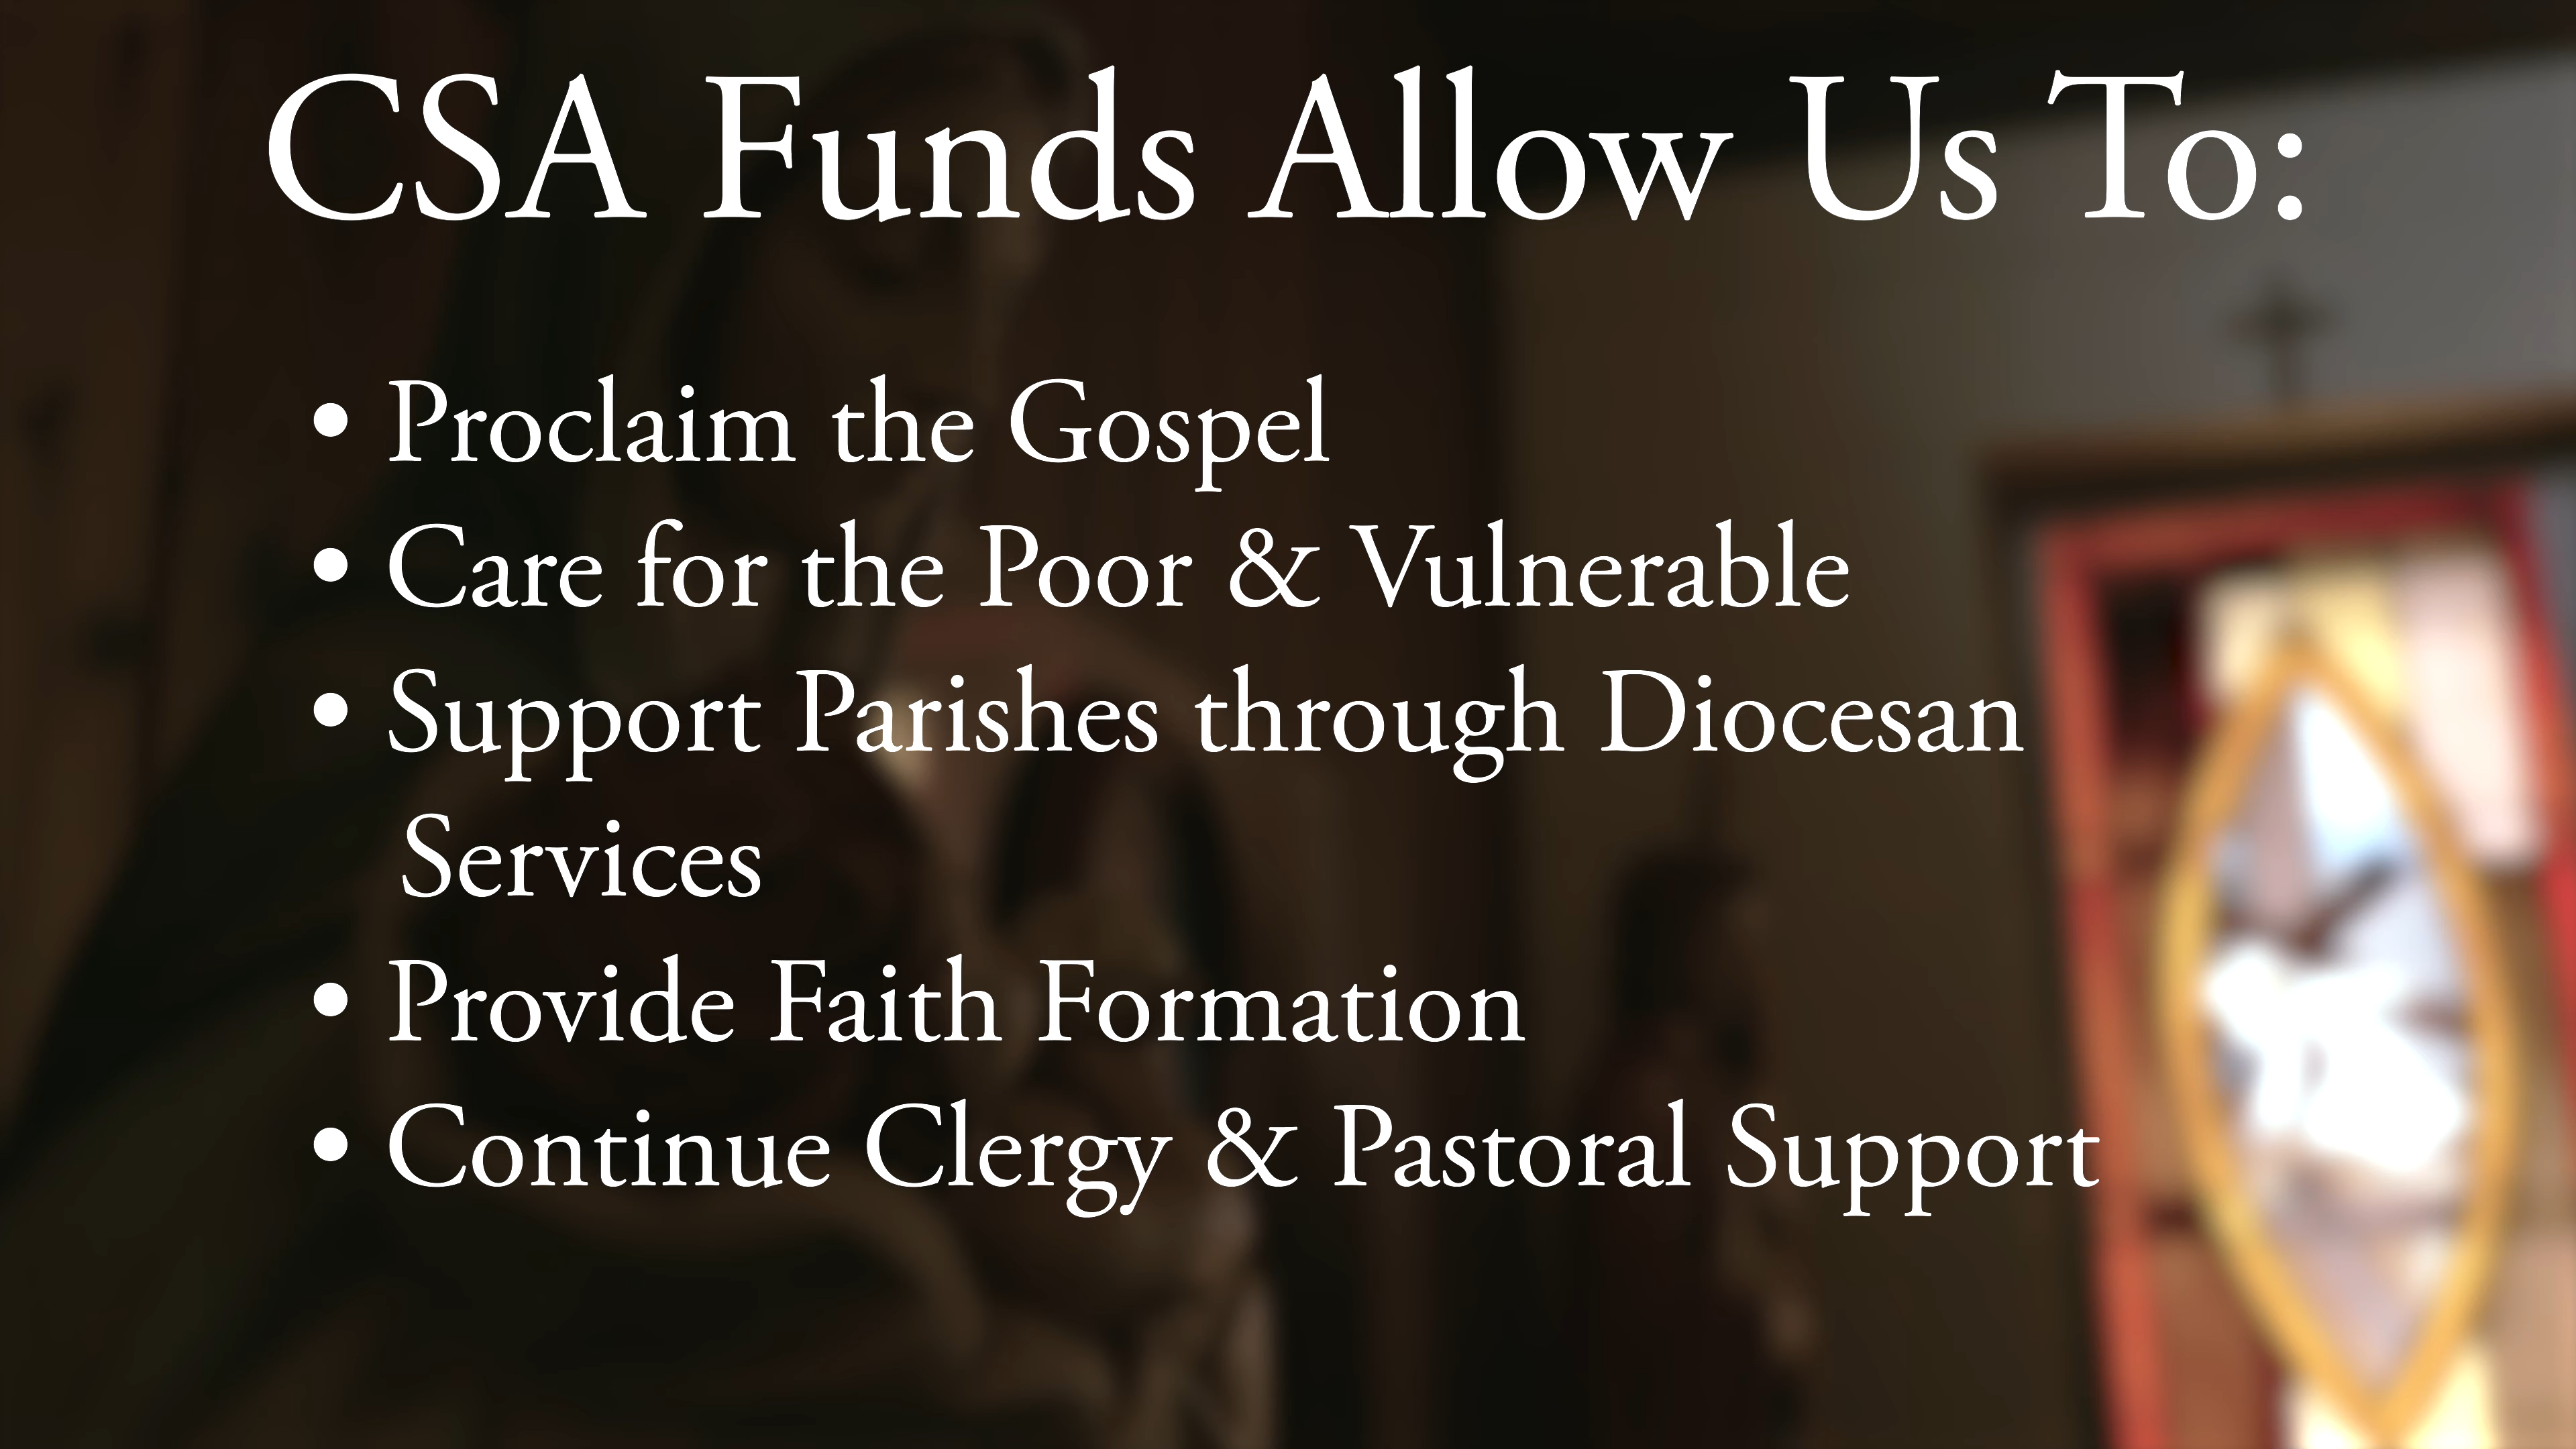 CSA Funds Allow Us To:
• Proclaim the Gospel
• Care for the Poor & Vulnerable
• Support Parishes through Diocesan
Services
• Provide Faith Formation
• Continue Clergy & Pastoral Support